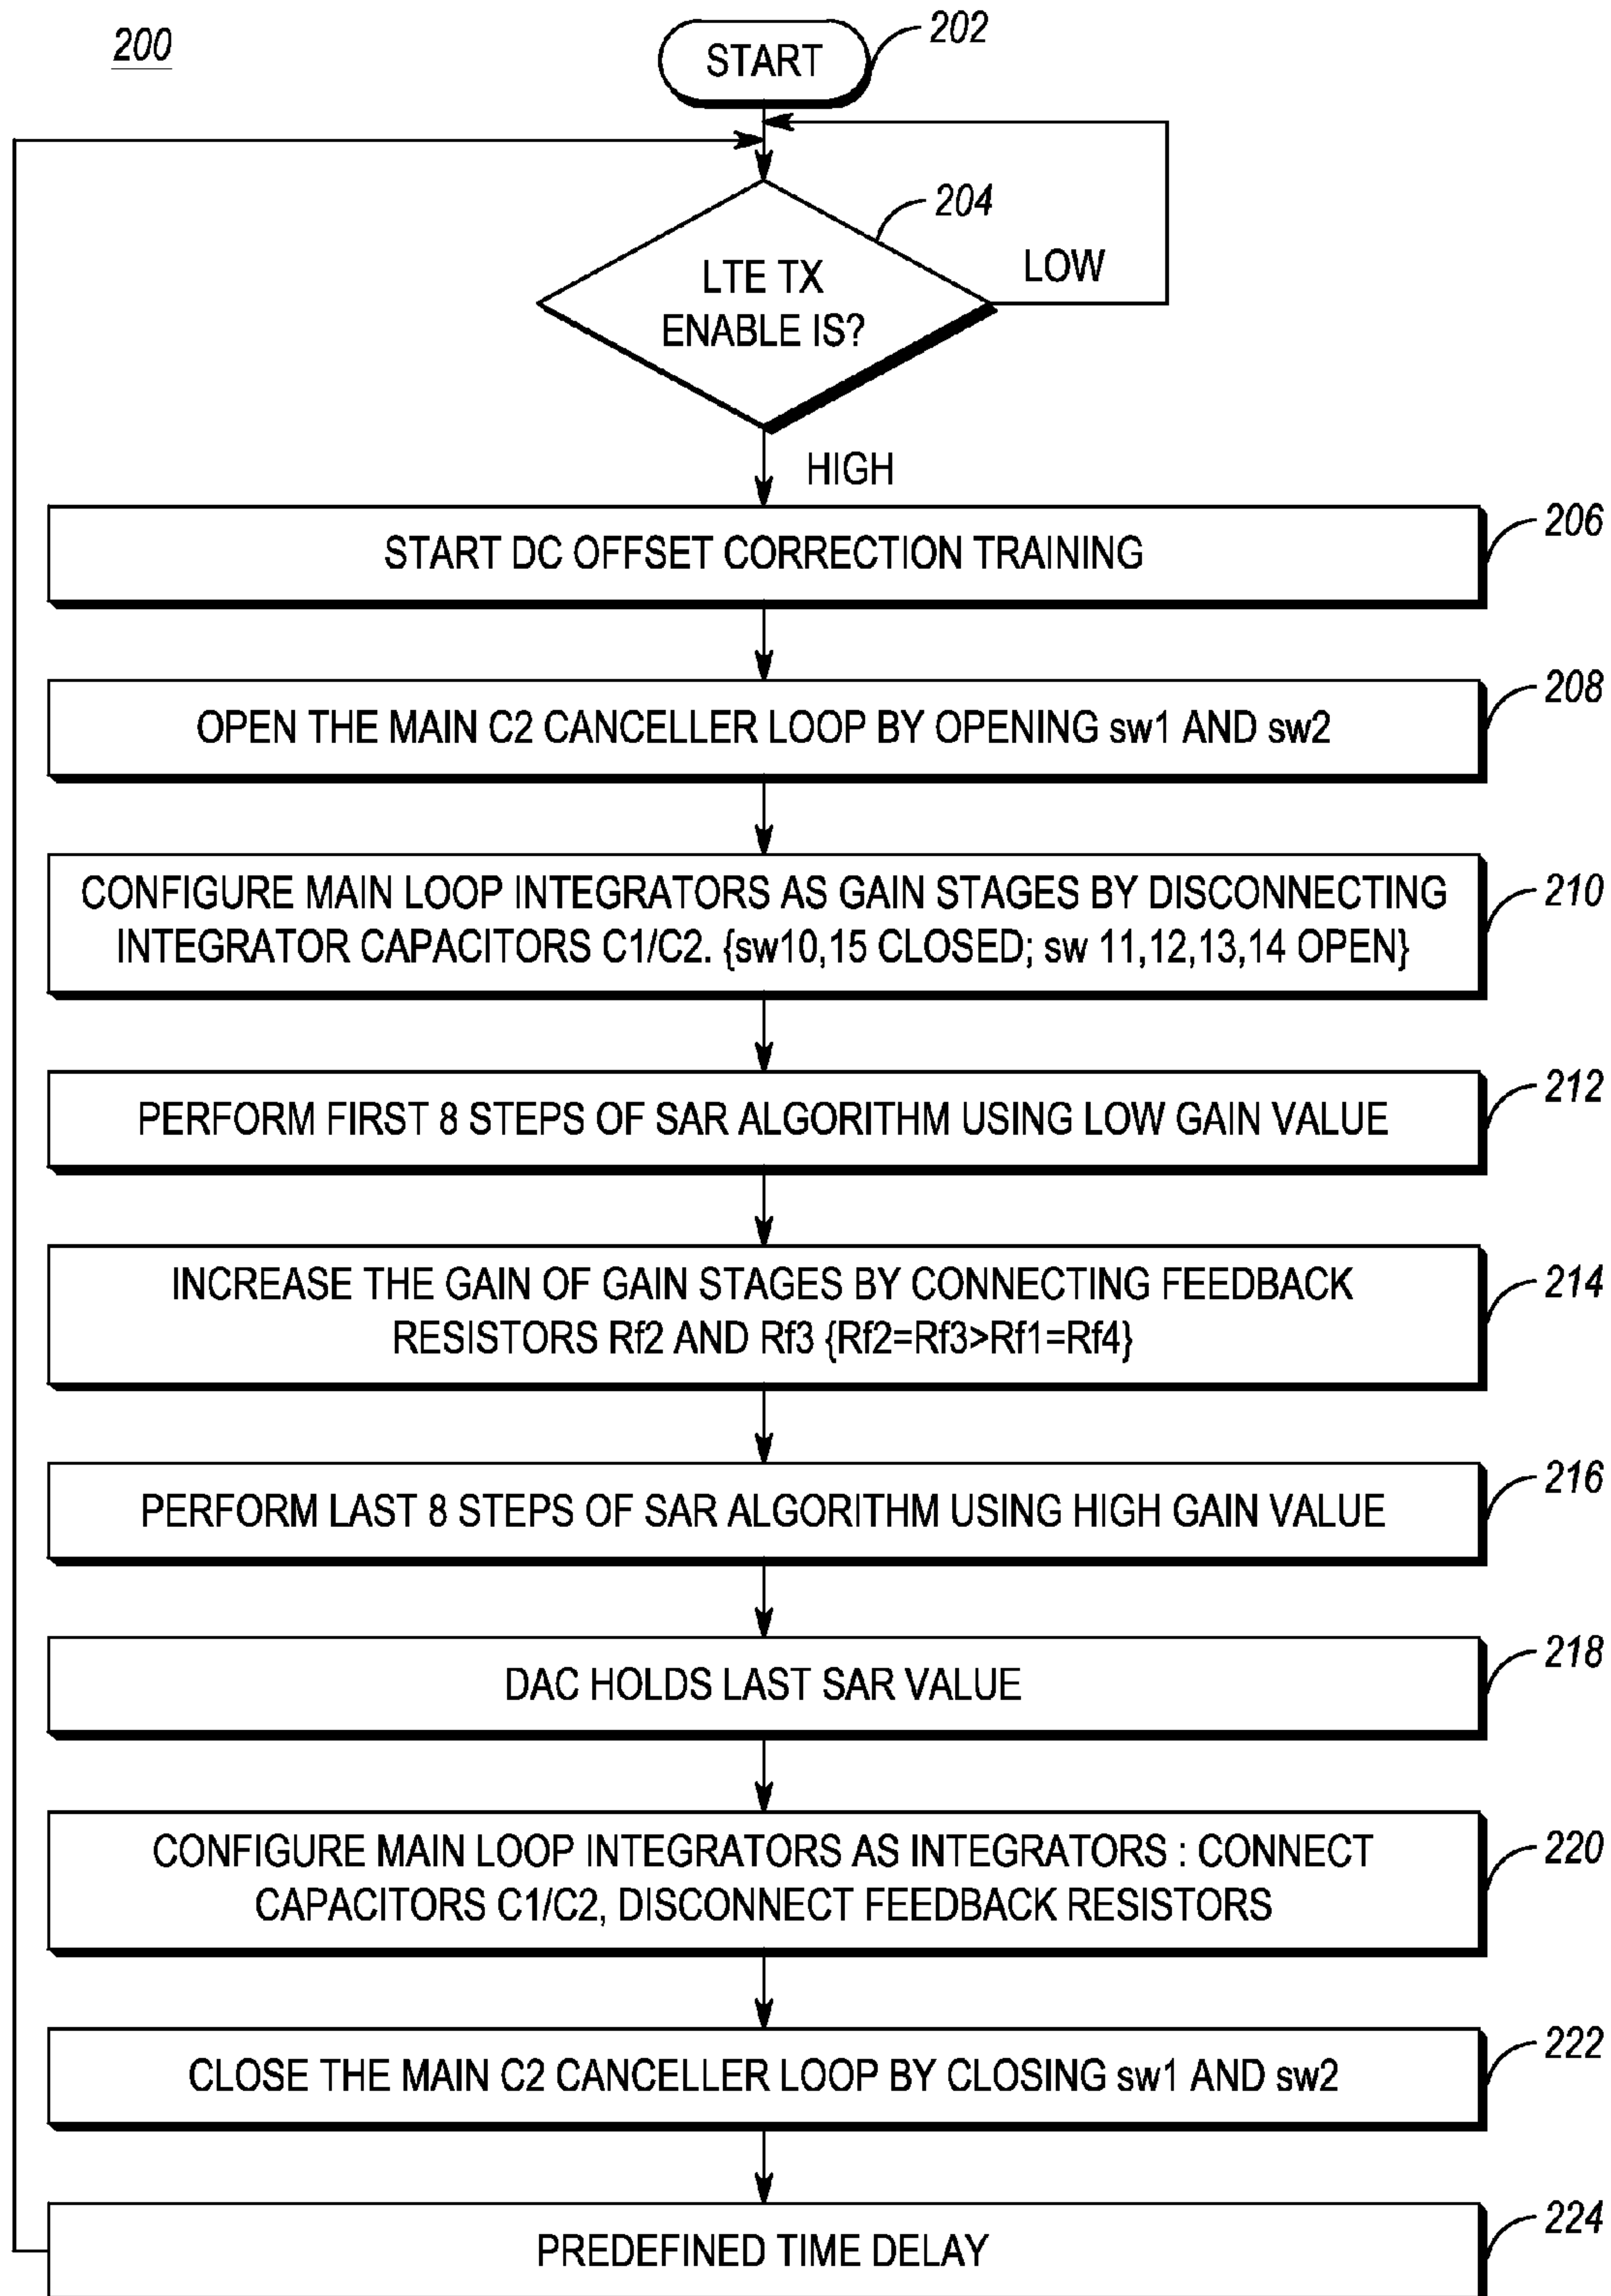 200
START
202
204
LTE TX
ENABLE IS?
LOW
HIGH
START DC OFFSET CORRECTION TRAINING
206
OPEN THE MAIN C2 CANCELLER LOOP BY OPENING sw1 AND sw2
208
CONFIGURE MAIN LOOP INTEGRATORS AS GAIN STAGES BY DISCONNECTING
INTEGRATOR CAPACITORS C1/C2. {sw10,15 CLOSED; sw 11,12,13,14 OPEN}
210
PERFORM FIRST 8 STEPS OF SAR ALGORITHM USING LOW GAIN VALUE
212
INCREASE THE GAIN OF GAIN STAGES BY CONNECTING FEEDBACK
RESISTORS Rf2 AND Rf3 {Rf2=Rf3>Rf1=Rf4}
214
PERFORM LAST 8 STEPS OF SAR ALGORITHM USING HIGH GAIN VALUE
216
DAC HOLDS LAST SAR VALUE
218
CONFIGURE MAIN LOOP INTEGRATORS AS INTEGRATORS : CONNECT
CAPACITORS C1/C2, DISCONNECT FEEDBACK RESISTORS
220
CLOSE THE MAIN C2 CANCELLER LOOP BY CLOSING sw1 AND sw2
222
PREDEFINED TIME DELAY
224